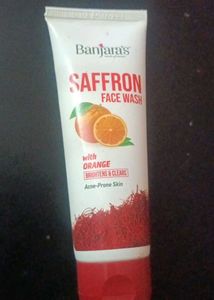 Banjara's
SAFFRON
FACE WASH
with
ORANGE
BRIGHTENS & CLEARS
Acne-Prone Skin